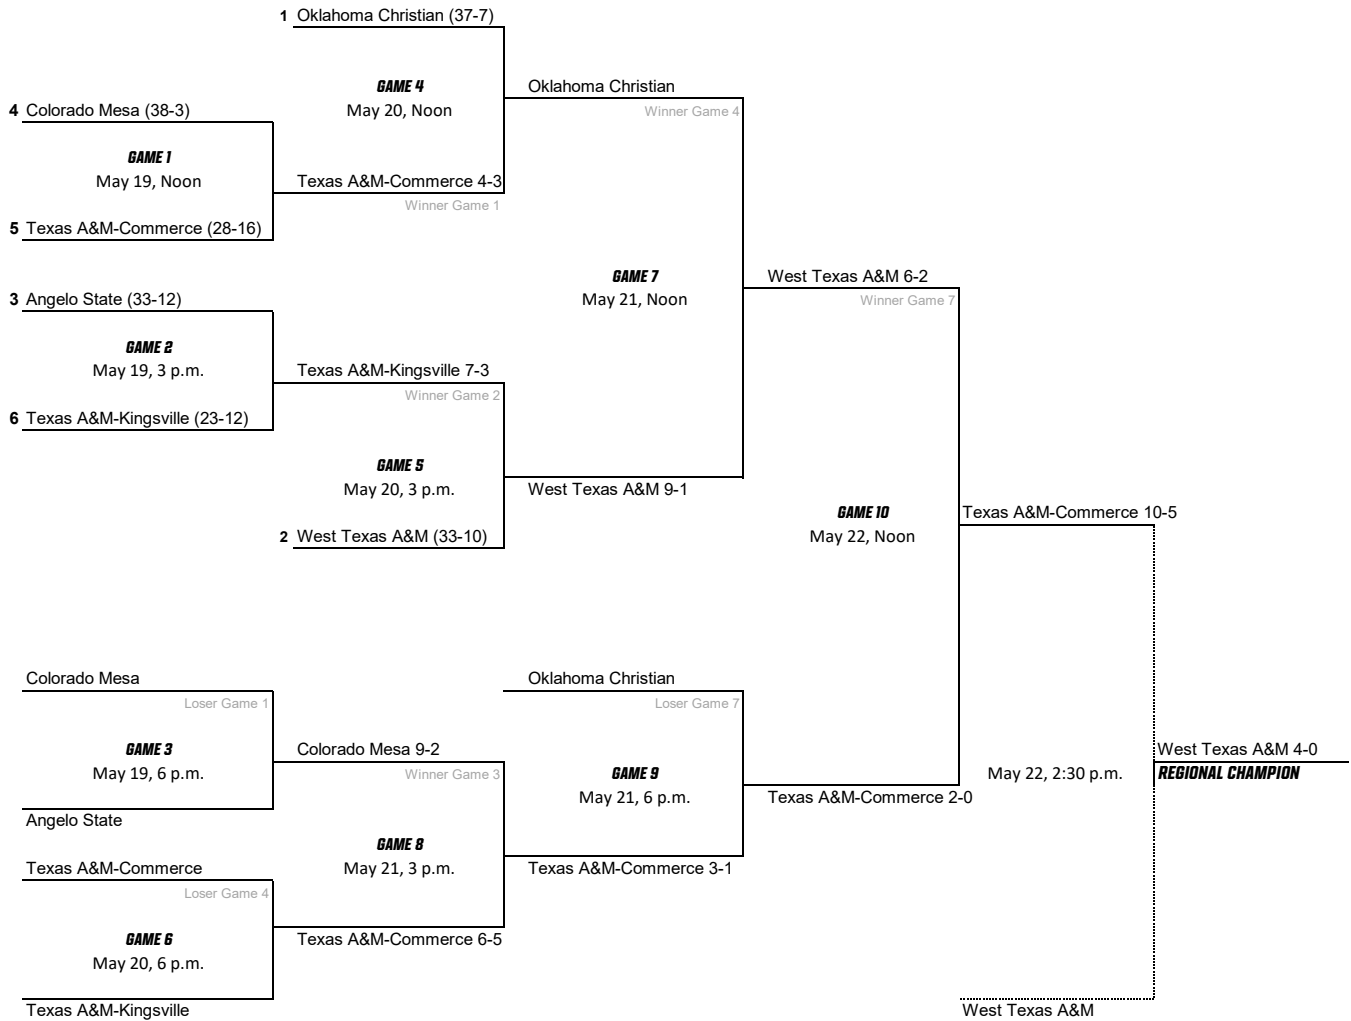 1 Oklahoma Christian (37-7)
GAME 4
May 20, Noon
Oklahoma Christian
Winner Game 4
4 Colorado Mesa (38-3)
GAME 1
May 19, Noon
Texas A&M-Commerce 4-3
Winner Game 1
5 Texas A&M-Commerce (28-16)
GAME 7
May 21, Noon
West Texas A&M 6-2
Winner Game 7
3 Angelo State (33-12)
GAME 2
May 19, 3 p.m.
Texas A&M-Kingsville 7-3
Winner Game 2
6 Texas A&M-Kingsville (23-12)
GAME 5
May 20, 3 p.m.
West Texas A&M 9-1
2 West Texas A&M (33-10)
GAME 10
May 22, Noon
Texas A&M-Commerce 10-5
Colorado Mesa
Loser Game 1
GAME 3
May 19, 6 p.m.
Angelo State
Colorado Mesa 9-2
Winner Game 3
Oklahoma Christian
Loser Game 7
GAME 9
May 21, 6 p.m.
Texas A&M-Commerce 2-0
May 22, 2:30 p.m.
West Texas A&M 4-0
REGIONAL CHAMPION
GAME 8
May 21, 3 p.m.
Texas A&M-Commerce 3-1
Texas A&M-Commerce
Loser Game 4
GAME 6
May 20, 6 p.m.
Texas A&M-Commerce 6-5
Texas A&M-Kingsville
West Texas A&M